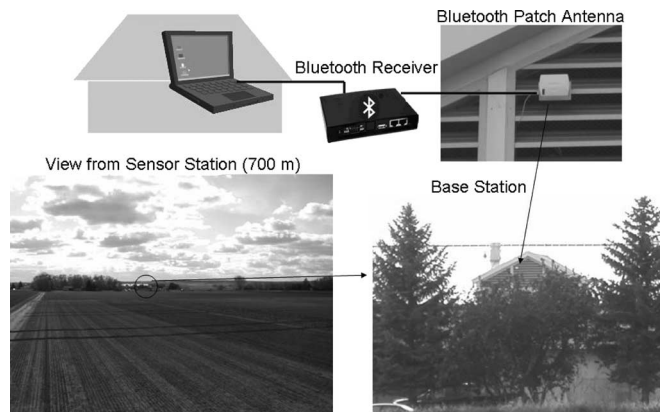 Bluetooth Patch Antenna
Bluetooth Receiver
View from Sensor Station (700 m)
Base Station